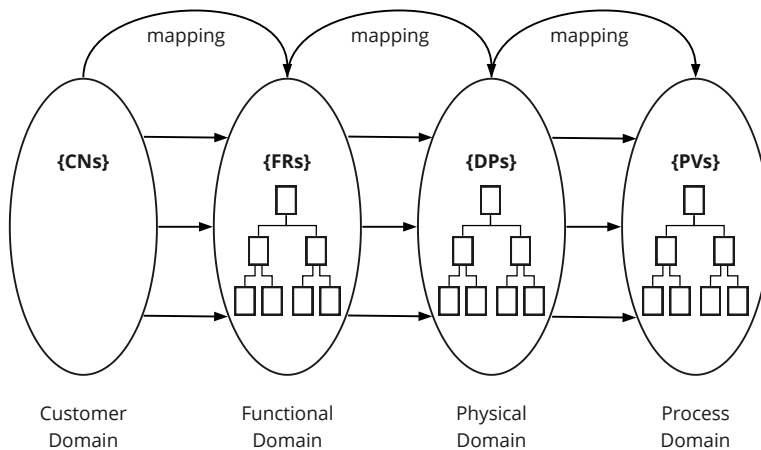 mapping
mapping
mapping
{CNs}
{FRs}
{DPs}
{PVs}
Customer
Domain
Functional
Domain
Physical
Domain
Process
Domain